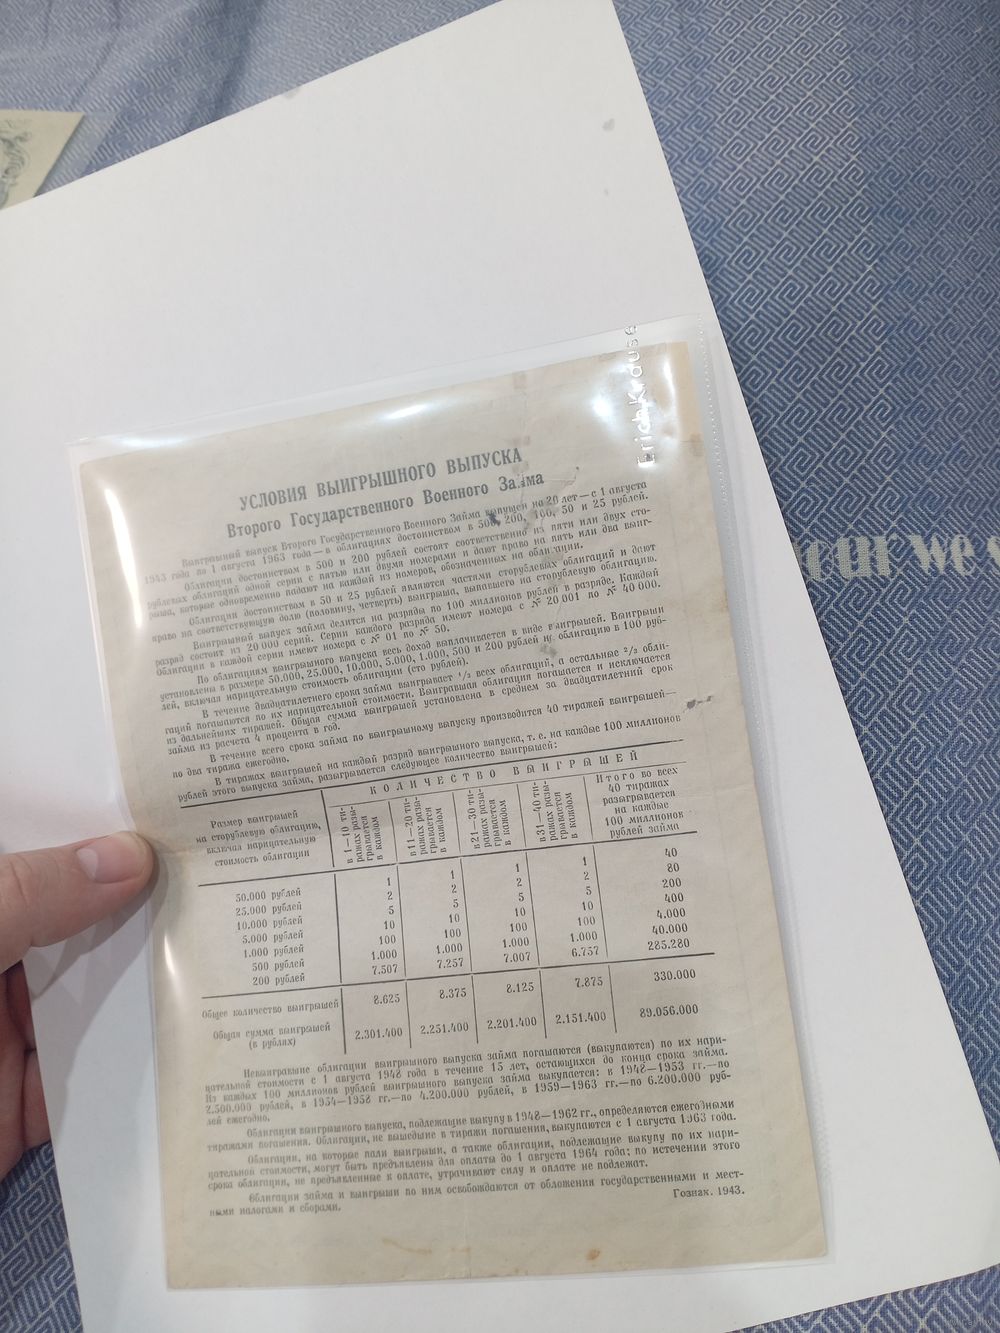 ErichKrause
УСЛОВИЯ ВЫИГРЫШНОГО ВЫПУСКА
Второго Государственного Военного Займа
Выигрышный выпуск Второго Государственного Военного Займа выпущен на 20 лет — с 1 августа
1943 года по 1 августа 1963 года — в облигациях достоинством в 500, 200, 100, 50 и 25 рублей.
Облигации достоинством в 500 и 200 рублей состоят соответственно из пяти или двух сто-
рублевых облигаций одной серии с пятью или двумя номерами и дают право на пять или два выиг-
рыша, которые одновременно падают на каждый из номеров, обозначенных на облигации.
Облигации достоинством в 50 и 25 рублей являются частями сторублевых облигаций и дают
право на соответствующую долю (половину, четверть) выигрыша, выпавшего на сторублевую облигацию.
Выигрышный выпуск займа делится на разряды по 100 миллионов рублей в разряде. Каждый
разряд состоит из 20 000 серий. Серии каждого разряда имеют номера с № 20 001 по № 40 000.
Облигации в каждой серии имеют номера с № 01 по № 50.
По облигациям выигрышного выпуска весь доход выплачивается в виде выигрышей. Выигрыши
установлены в размере 50.000, 25.000, 10.000, 5.000, 1.000, 500 и 200 рублей на облигацию в 100 руб-
лей, включая нарицательную стоимость облигации (сто рублей).
В течение двадцатилетнего срока займа выигрывает 1/3 всех облигаций, а остальные 2/3 обли-
гаций погашаются по их нарицательной стоимости. Выигравшая облигация погашается и исключается
из дальнейших тиражей. Общая сумма выигрышей установлена в среднем за двадцатилетний срок
займа из расчета 4 процента в год.
В течение всего срока займа по выигрышному выпуску производится 40 тиражей выигрышей —
по два тиража ежегодно.
В тиражах выигрышей на каждый разряд выигрышного выпуска, т. е. на каждые 100 миллионов
рублей этого выпуска займа, разыгрывается следующее количество выигрышей:
КОЛИЧЕСТВО ВЫИГРЫШЕЙ
Размер выигрышей
на сторублевую облигацию,
включая нарицательную
стоимость облигации
в 1—10 ти-
ражах разы-
грывается
в каждом
в 11—20 ти-
ражах разы-
грывается
в каждом
в 21—30 ти-
ражах разы-
грывается
в каждом
в 31—40 ти-
ражах разы-
грывается
в каждом
Итого во всех
40 тиражах
разыгрывается
на каждые
100 миллионов
рублей займа
50.000 рублей 1 1 1 1 40
25.000 рублей 2 2 2 2 80
10.000 рублей 5 5 5 5 200
5.000 рублей 10 10 10 10 400
1.000 рублей 100 100 100 100 4.000
500 рублей 1.000 1.000 1.000 1.000 40.000
200 рублей 7.507 7.257 7.007 6.757 285.280
Общее количество выигрышей 8.625 8.375 8.125 7.875 330.000
Общая сумма выигрышей
(в рублях) 2.301.400 2.251.400 2.201.400 2.151.400 89.056.000
Невыигравшие облигации выигрышного выпуска займа погашаются (выкупаются) по их нари-
цательной стоимости с 1 августа 1948 года в течение 15 лет, остающихся до конца срока займа.
Из каждых 100 миллионов рублей выигрышного выпуска займа выкупается: в 1948—1953 гг.—по
2.500.000 рублей, в 1954—1958 гг.—по 4.200.000 рублей, в 1959—1963 гг.—по 6.200.000 руб-
лей ежегодно.
Облигации выигрышного выпуска, подлежащие выкупу в 1948—1962 гг., определяются ежегодными
тиражами погашения. Облигации, не вышедшие в тиражи погашения, выкупаются с 1 августа 1963 года.
Облигации, на которые пали выигрыши, а также облигации, подлежащие выкупу по их нари-
цательной стоимости, могут быть предъявлены для оплаты до 1 августа 1964 года; по истечении этого
срока облигации, не предъявленные к оплате, утрачивают силу и оплате не подлежат.
Облигации займа и выигрыши по ним освобождаются от обложения государственными и мест-
ными налогами и сборами.
Гознак. 1943.